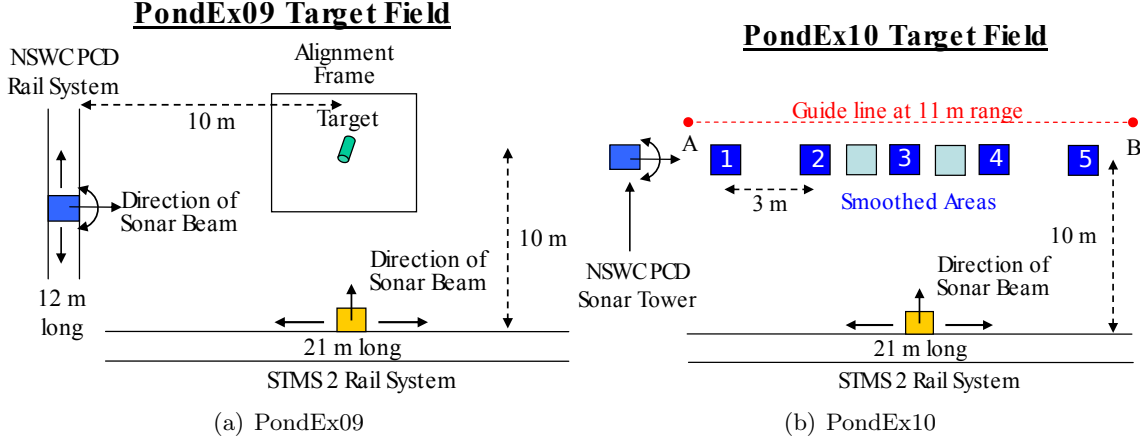 PondEx09 Target Field
NSWC PCD
Rail System
Alignment
Frame
10 m
Target
Direction of
Sonar Beam
10 m
Direction of
Sonar Beam
12 m
long
21 m long
STMS 2 Rail System
(a) PondEx09
PondEx10 Target Field
Guide line at 11 m range
A
B
1
2
3
4
5
3 m
Smoothed Areas
10 m
NSWC PCD
Sonar Tower
Direction of
Sonar Beam
21 m long
STMS 2 Rail System
(b) PondEx10